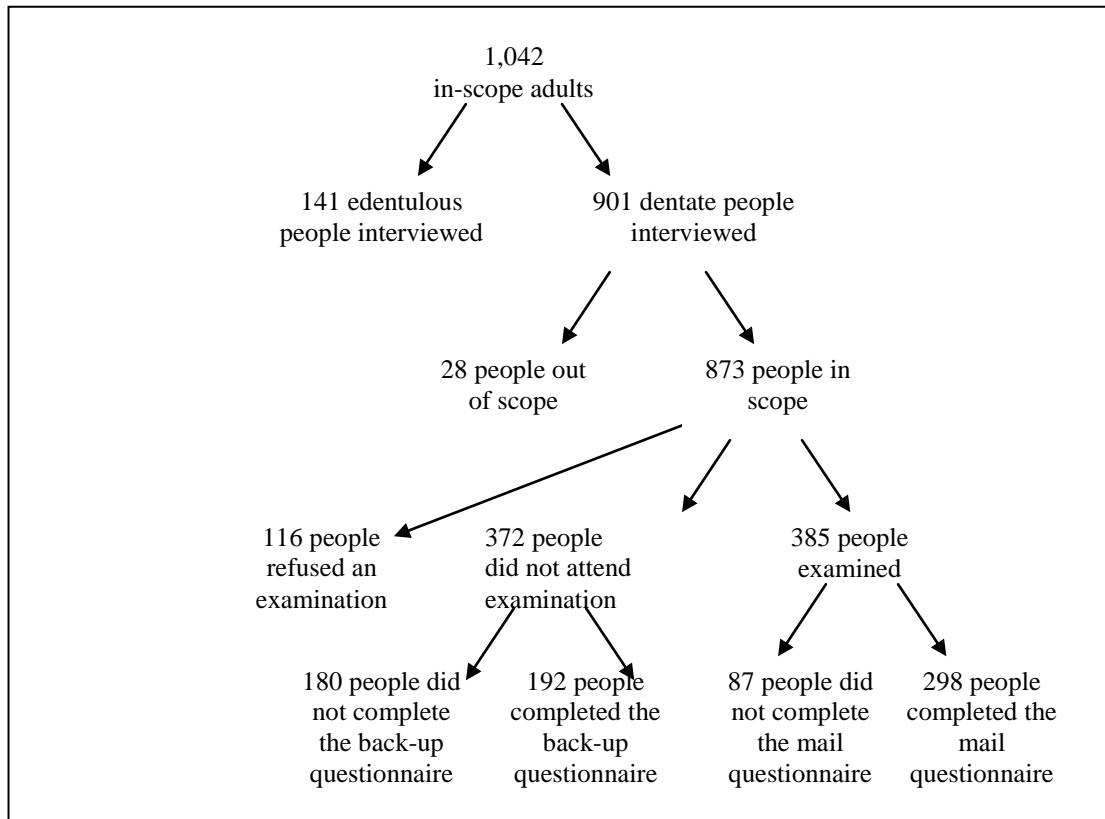 1,042
in-scope adults
141 edentulous
people interviewed
901 dentate people
interviewed
28 people out
of scope
873 people in
scope
116 people
refused an
examination
372 people
did not attend
examination
385 people
examined
180 people did
not complete
the back-up
questionnaire
192 people
completed the
back-up
questionnaire
87 people did
not complete
the mail
questionnaire
298 people
completed the
mail
questionnaire